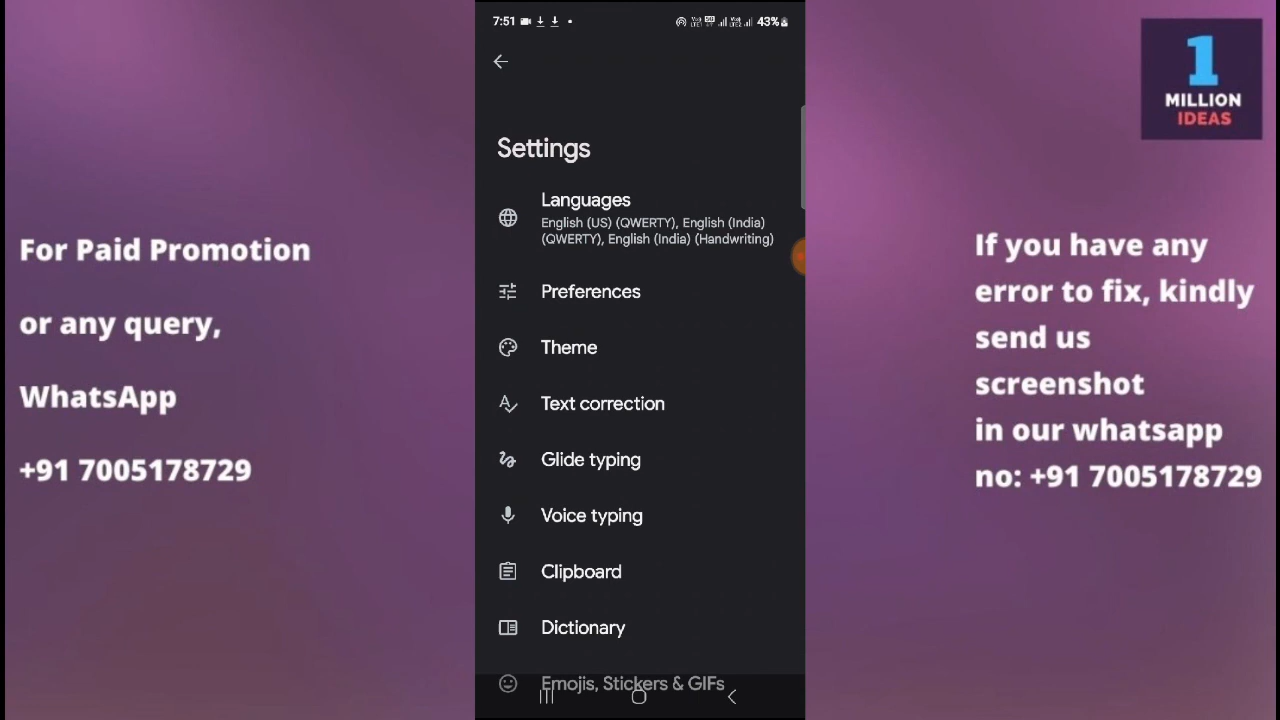 For Paid Promotion
or any query,
WhatsApp
+91 7005178729
7:51
43%
Settings
Languages
English (US) (QWERTY), English (India)
(QWERTY), English (India) (Handwriting)
Preferences
Theme
Text correction
Glide typing
Voice typing
Clipboard
Dictionary
Emojis, Stickers & GIFs
1
MILLION
IDEAS
If you have any
error to fix, kindly
send us
screenshot
in our whatsapp
no: +91 7005178729